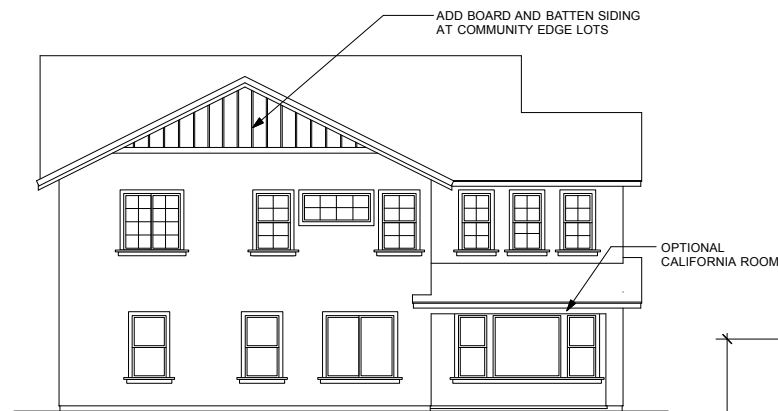 ADD BOARD AND BATTEN SIDING
AT COMMUNITY EDGE LOTS
OPTIONAL
CALIFORNIA ROOM